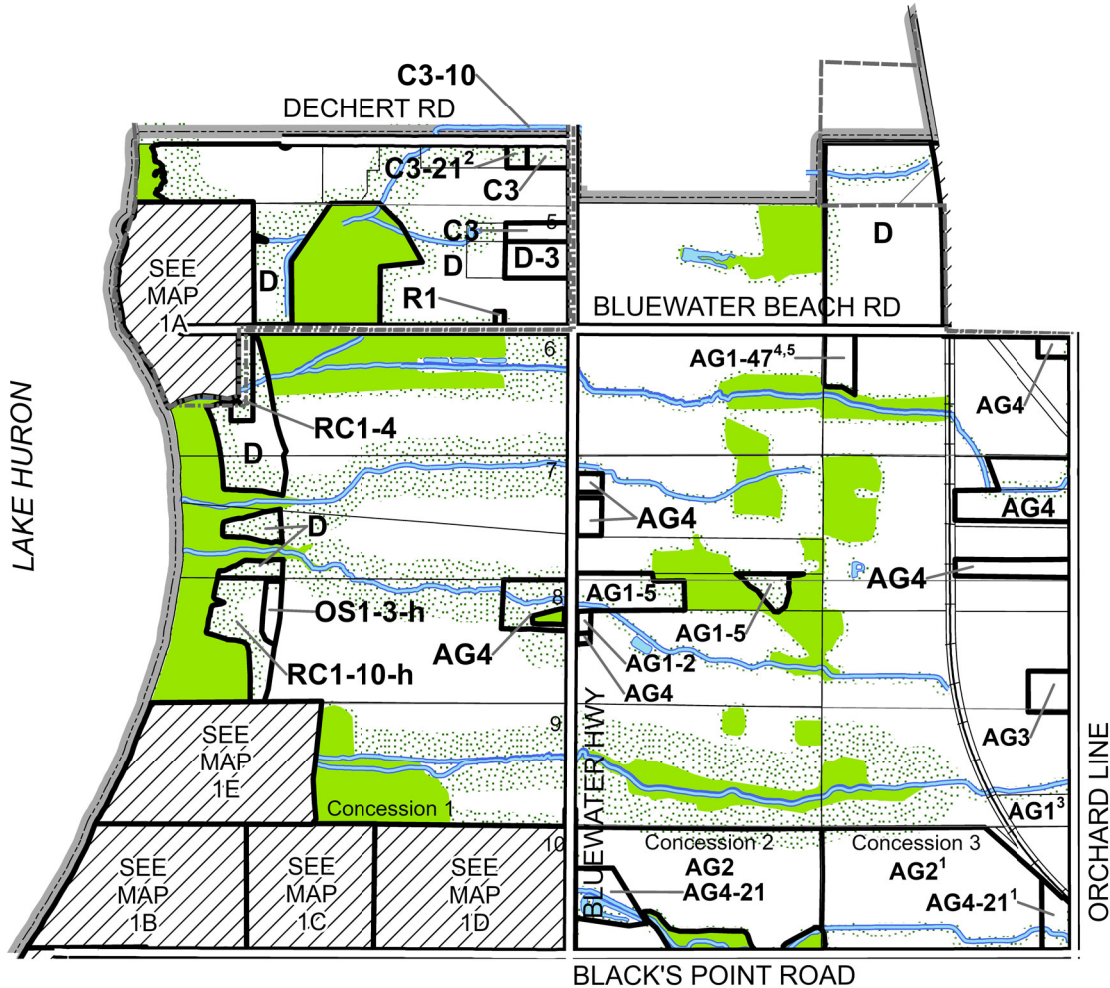 C3-10
DECHERT RD
C3-21²
C3
C3
5
D-3
D
D
D
SEE
MAP
1A
R1
BLUEWATER BEACH RD
6
AG1-47⁴,⁵
AG4
LAKE HURON
RC1-4
D
7
AG4
AG4
D
AG4
OS1-3-h
8
AG1-5
AG1-5
AG4
RC1-10-h
AG1-2
AG4
SEE
MAP
1E
9
AG3
BLUEWATER HWY
Concession 1
AG1³
ORCHARD LINE
10
Concession 2
Concession 3
AG2
AG2¹
AG4-21
AG4-21¹
SEE
MAP
1B
SEE
MAP
1C
SEE
MAP
1D
BLACK'S POINT ROAD